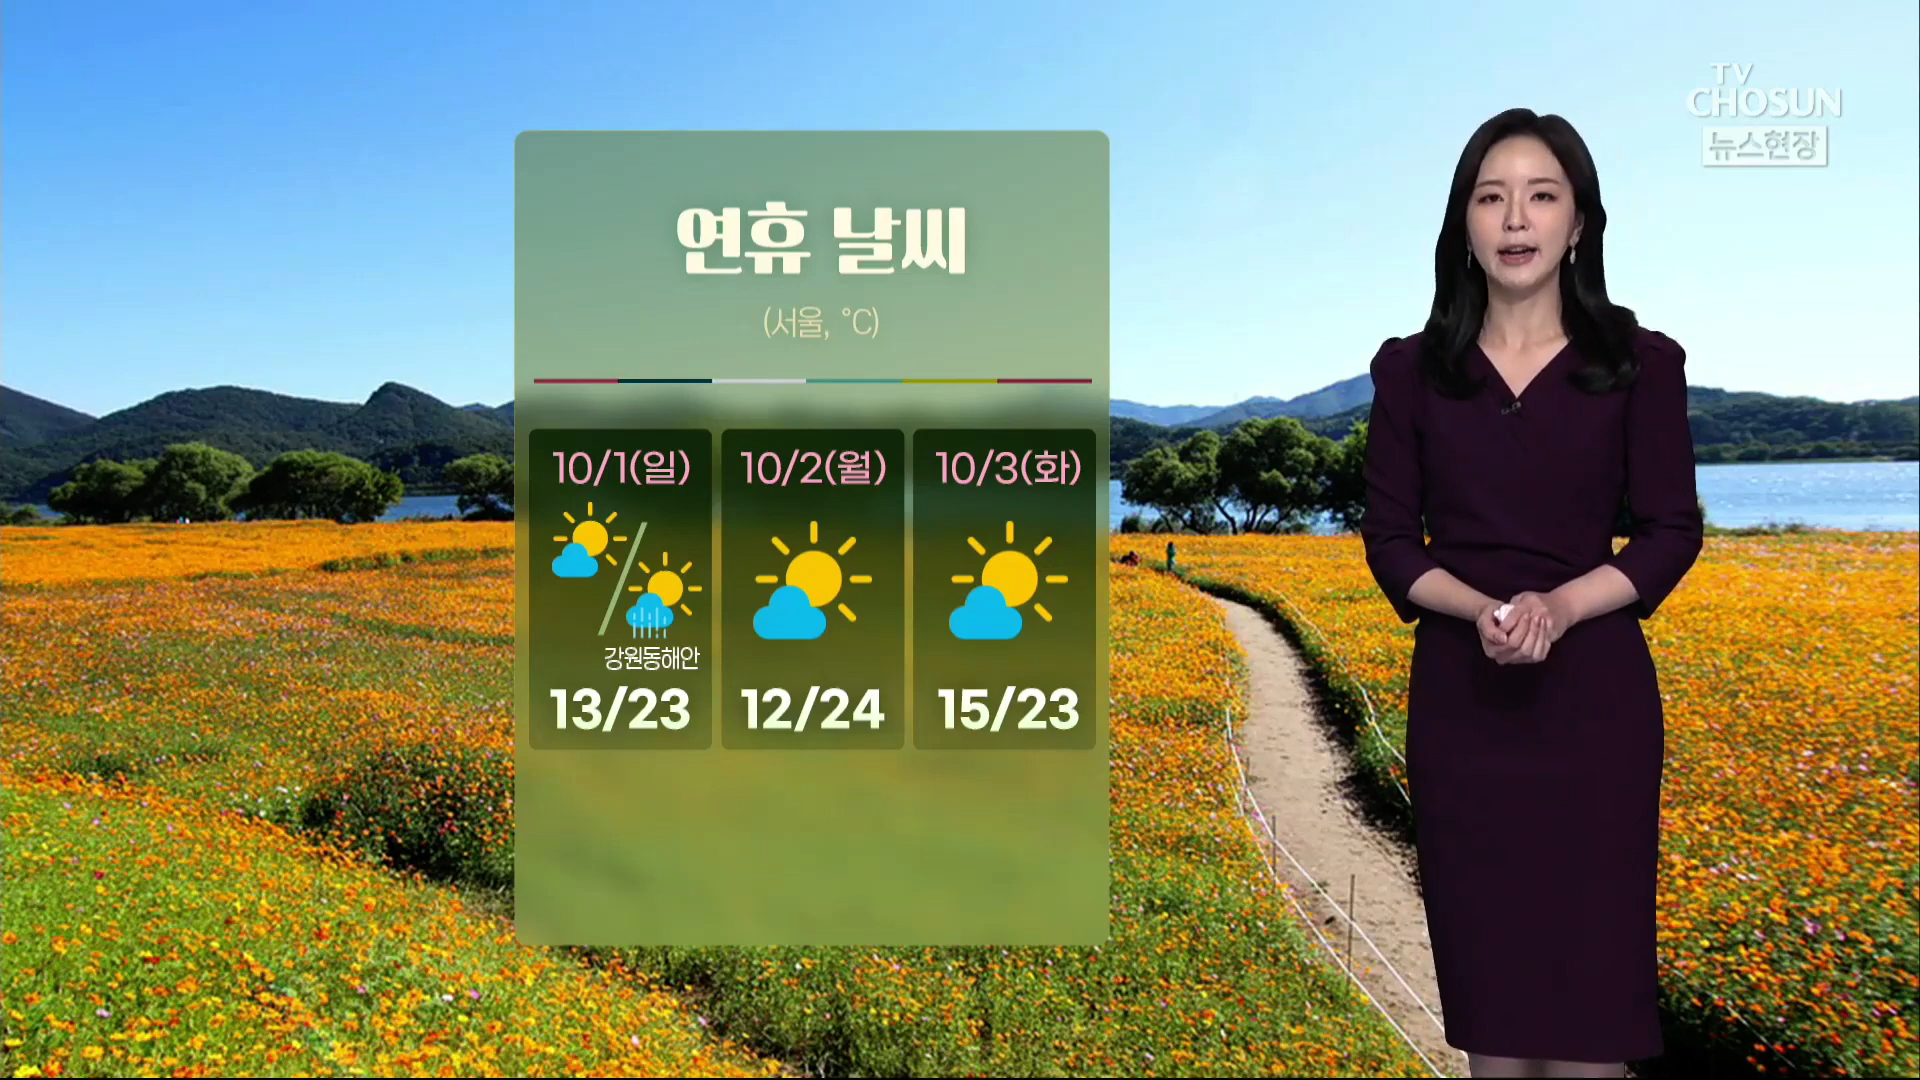 TV
CHOSUN
뉴스현장
연휴 날씨
(서울, °C)
10/1(일)
10/2(월)
10/3(화)
강원동해안
13/23
12/24
15/23